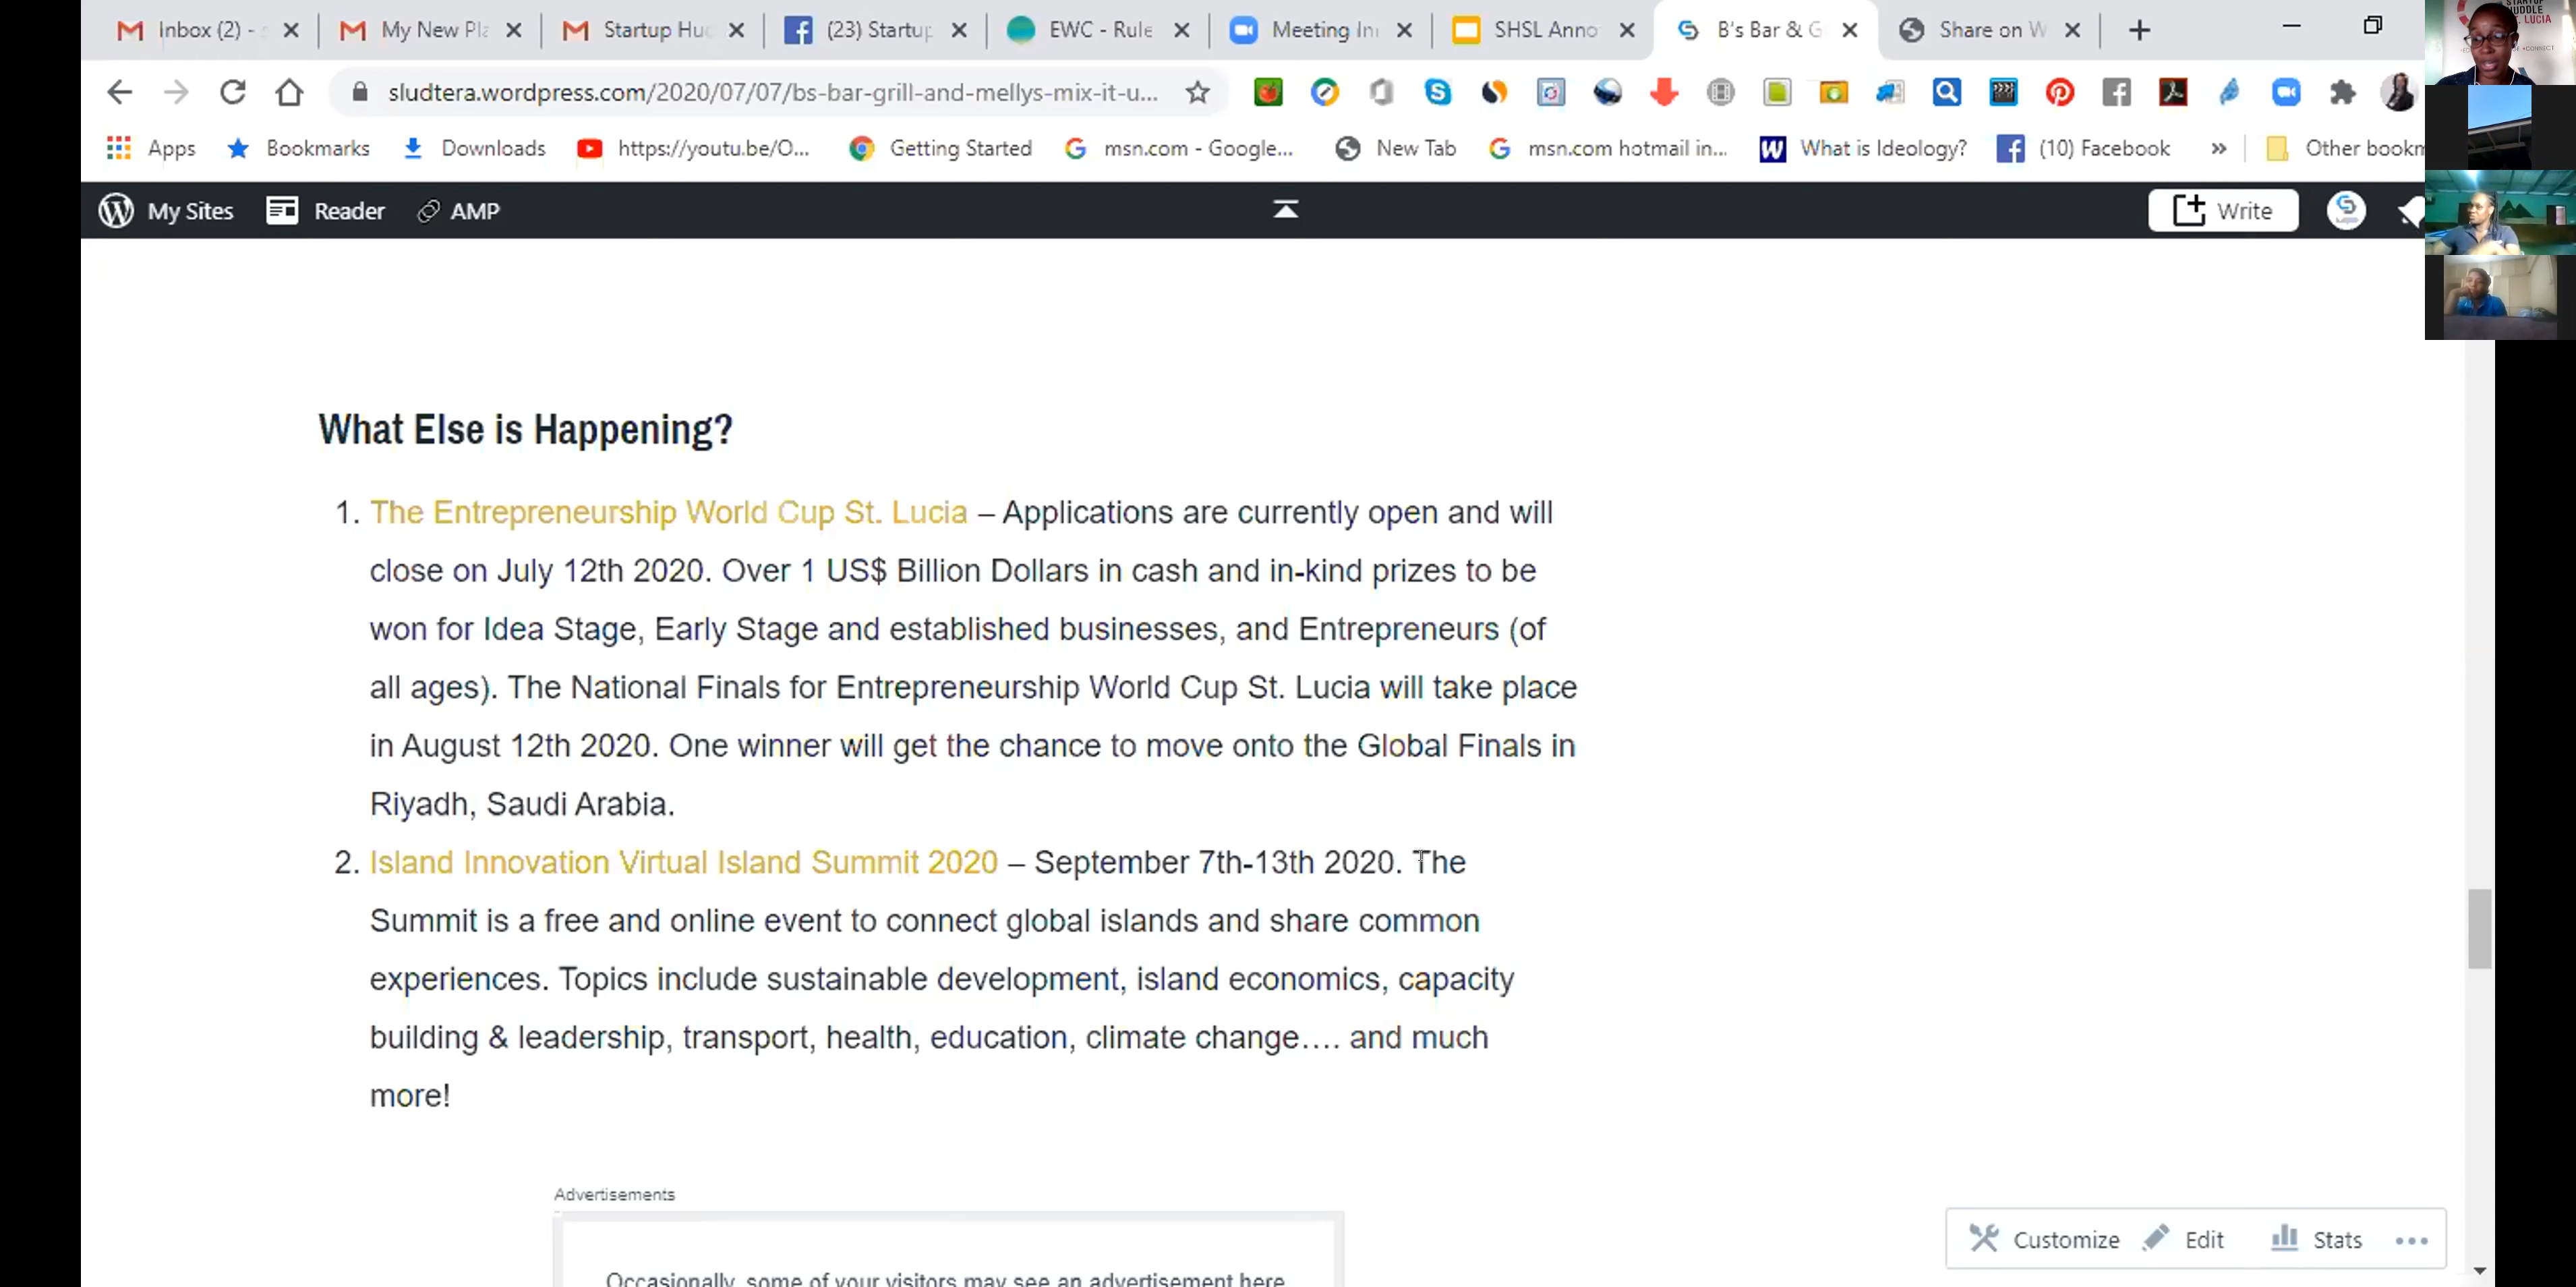 Inbox (2) - s
My New Pla
Startup Hud
(23) Startup
EWC - Rule
Meeting In
SHSL Anno
B's Bar & G
Share on W
sludtera.wordpress.com/2020/07/07/bs-bar-grill-and-mellys-mix-it-u...
Apps
Bookmarks
Downloads
https://youtu.be/O...
Getting Started
msn.com - Google...
New Tab
msn.com hotmail in...
What is Ideology?
(10) Facebook
»
Other bookm
My Sites
Reader
AMP
Write
What Else is Happening?
1. The Entrepreneurship World Cup St. Lucia – Applications are currently open and will
close on July 12th 2020. Over 1 US$ Billion Dollars in cash and in-kind prizes to be
won for Idea Stage, Early Stage and established businesses, and Entrepreneurs (of
all ages). The National Finals for Entrepreneurship World Cup St. Lucia will take place
in August 12th 2020. One winner will get the chance to move onto the Global Finals in
Riyadh, Saudi Arabia.
2. Island Innovation Virtual Island Summit 2020 – September 7th-13th 2020. The
Summit is a free and online event to connect global islands and share common
experiences. Topics include sustainable development, island economics, capacity
building & leadership, transport, health, education, climate change…. and much
more!
Advertisements
Occasionally, some of your visitors may see an advertisement here
Customize
Edit
Stats